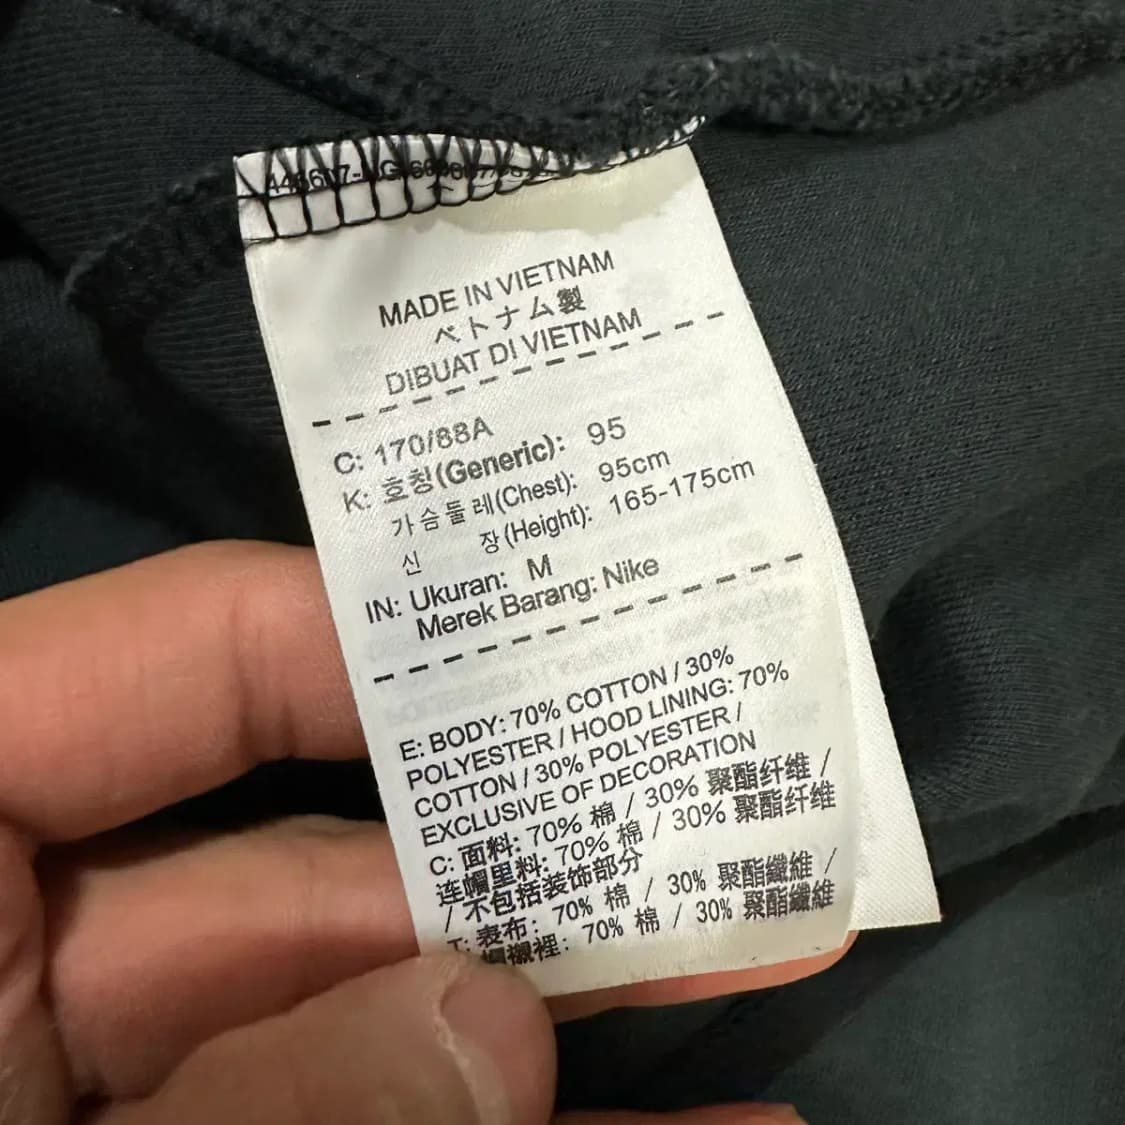 MADE IN VIETNAM
ベトナム製
DIBUAT DI VIETNAM
C: 170/88A
K: 호칭(Generic): 95
가슴둘레(Chest): 95cm
신 장(Height): 165-175cm
IN: Ukuran: M
Merek Barang: Nike
E: BODY: 70% COTTON / 30%
POLYESTER / HOOD LINING: 70%
COTTON / 30% POLYESTER /
EXCLUSIVE OF DECORATION
C: 面料: 70% 棉 / 30% 聚酯纤维 /
连帽里料: 70% 棉 / 30% 聚酯纤维
/ 不包括装饰部分
T: 表布: 70% 棉 / 30% 聚酯纖維 /
帽襯裡: 70% 棉 / 30% 聚酯纖維